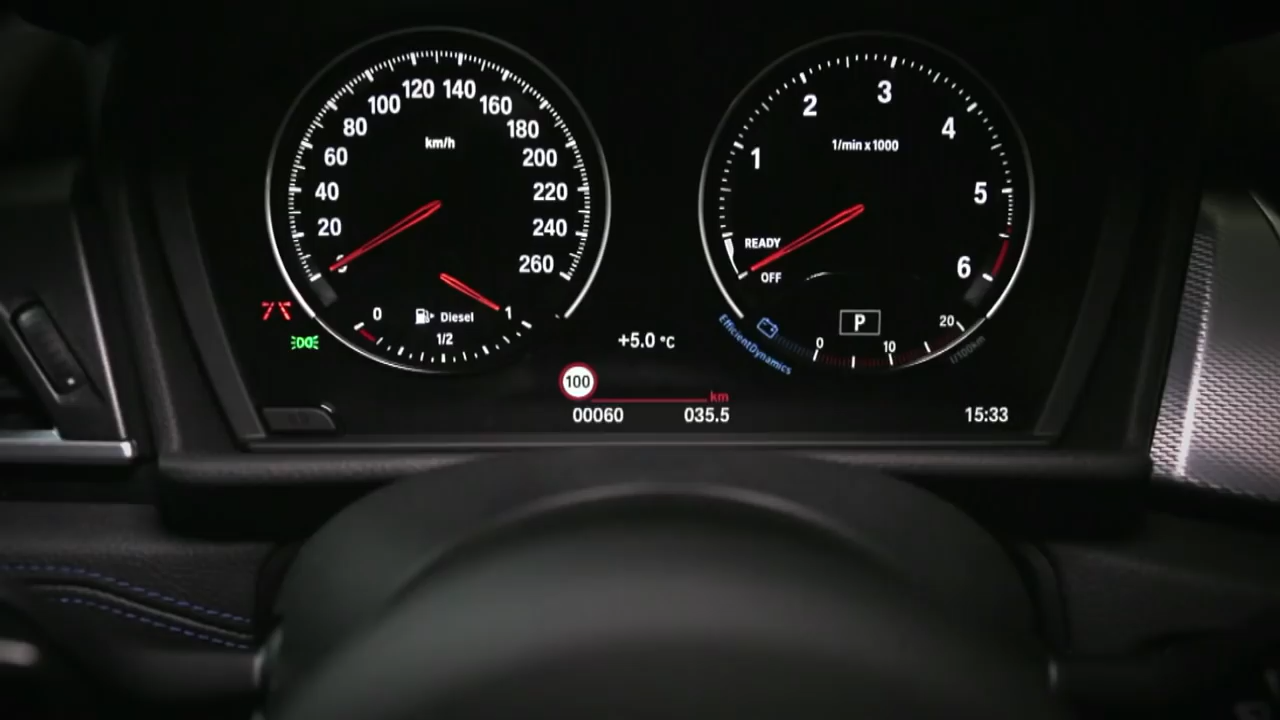 120 140
100 160
80 180
60 200
40 220
20 240
260
km/h
0 1
Diesel
1/2
1 2 3 4 5 6
1/min x 1000
READY
OFF
P
EfficientDynamics
0 10 20
l/100km
+5.0 °C
100
km
00060 035.5
15:33